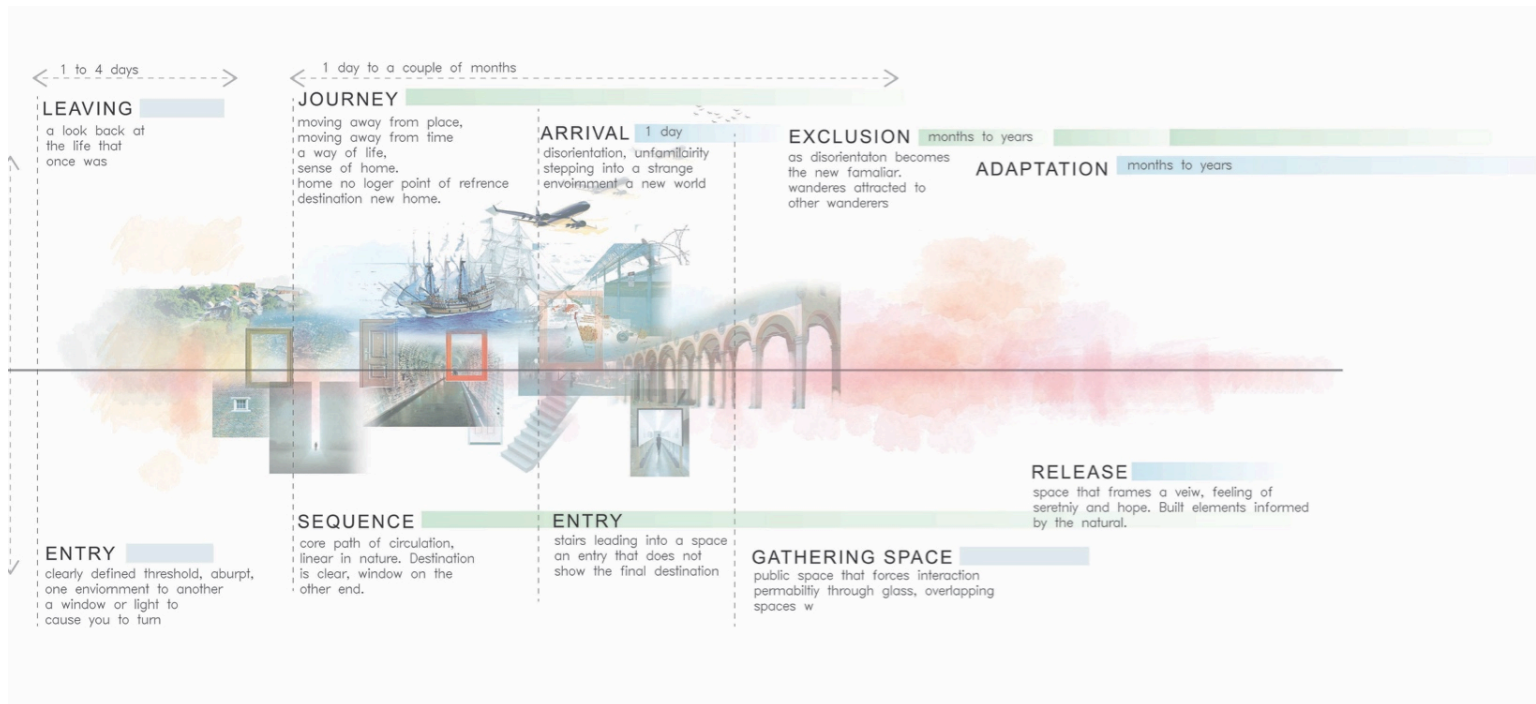 1 to 4 days
LEAVING
a look back at
the life that
once was
1 day to a couple of months
JOURNEY
moving away from place,
moving away from time
a way of life,
sense of home.
home no loger point of refrence
destination new home.
ARRIVAL 1 day
disorientation, unfamiliairity
stepping into a strange
envoirnment a new world
EXCLUSION months to years
as disorientaton becomes
the new famaliar.
wanderes attracted to
other wanderers
ADAPTATION months to years
ENTRY
clearly defined threshold, aburpt,
one enviornment to another
a window or light to
cause you to turn
SEQUENCE
core path of circulation,
linear in nature. Destination
is clear, window on the
other end.
ENTRY
stairs leading into a space
an entry that does not
show the final destination
GATHERING SPACE
public space that forces interaction
permabiltiy through glass, overlapping
spaces w
RELEASE
space that frames a veiw, feeling of
seretniy and hope. Built elements informed
by the natural.